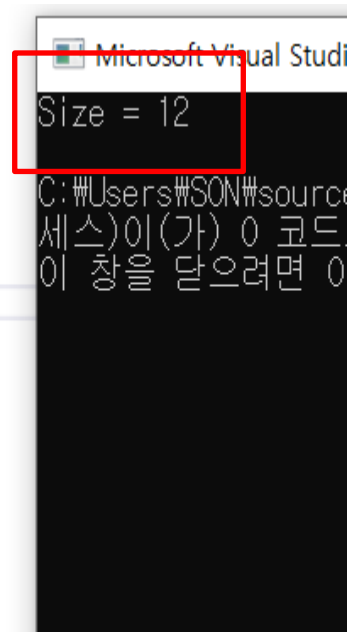 Microsoft Visual Studi
Size = 12
C:₩Users₩SON₩source
세스)이(가) 0 코드
이 창을 닫으려면 0